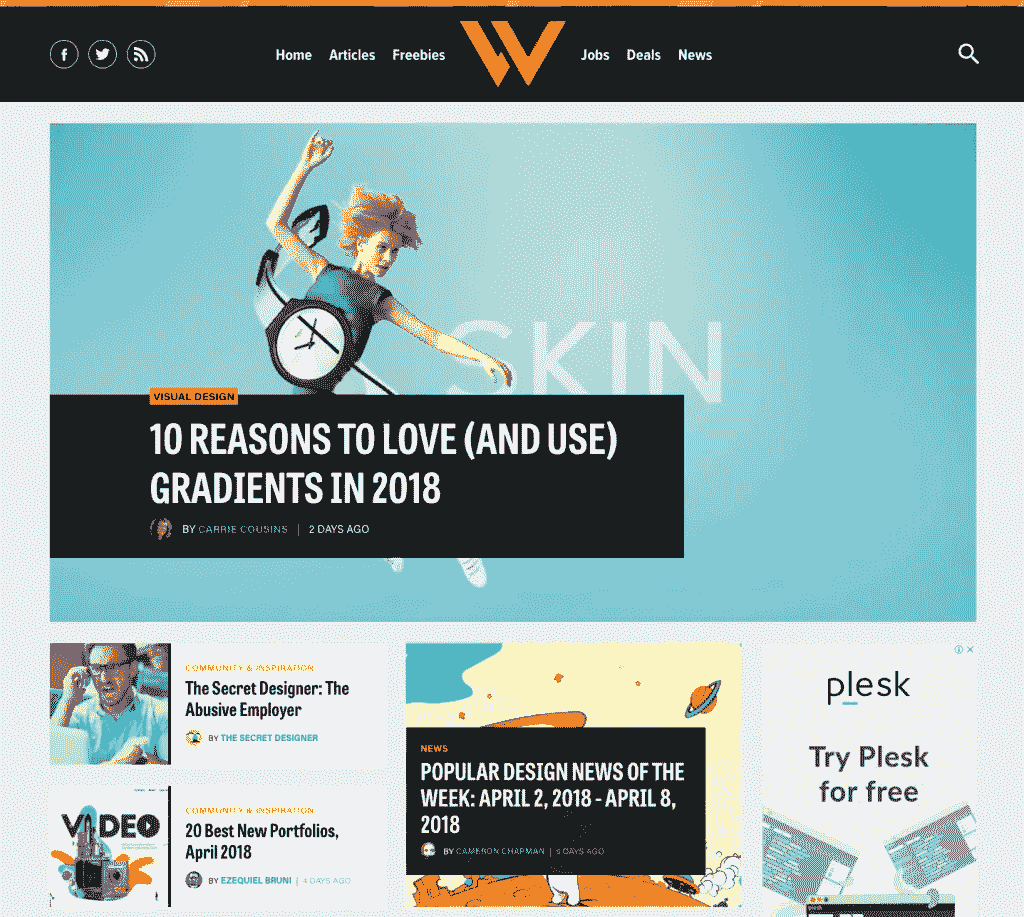 Home Articles Freebies Jobs Deals News
SKIN
VISUAL DESIGN
10 REASONS TO LOVE (AND USE)
GRADIENTS IN 2018
BY CARRIE COUSINS | 2 DAYS AGO
COMMUNITY & INSPIRATION
The Secret Designer: The
Abusive Employer
BY THE SECRET DESIGNER
VIDEO
COMMUNITY & INSPIRATION
20 Best New Portfolios,
April 2018
BY EZEQUIEL BRUNI | 4 DAYS AGO
NEWS
POPULAR DESIGN NEWS OF THE
WEEK: APRIL 2, 2018 - APRIL 8,
2018
BY CAMERON CHAPMAN | 5 DAYS AGO
plesk
Try Plesk
for free